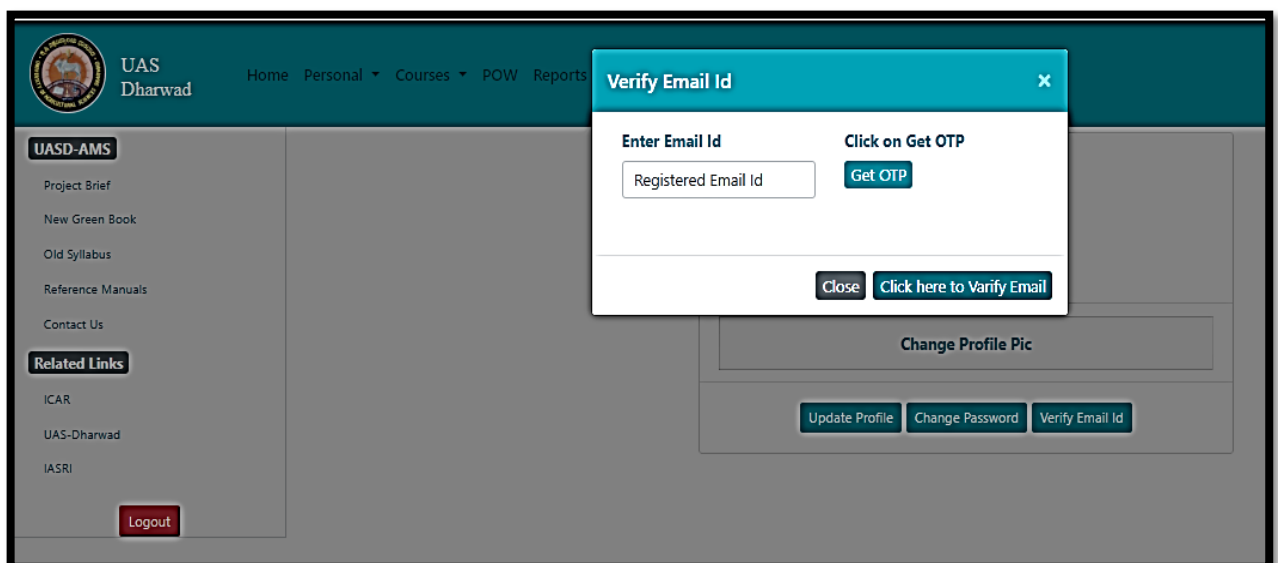 UAS
Dharwad
Home Personal Courses POW Reports
Verify Email Id ×
Enter Email Id Click on Get OTP
Registered Email Id Get OTP
Close Click here to Varify Email
UASD-AMS
Project Brief
New Green Book
Old Syllabus
Reference Manuals
Contact Us
Related Links
ICAR
UAS-Dharwad
IASRI
Logout
Change Profile Pic
Update Profile Change Password Verify Email Id